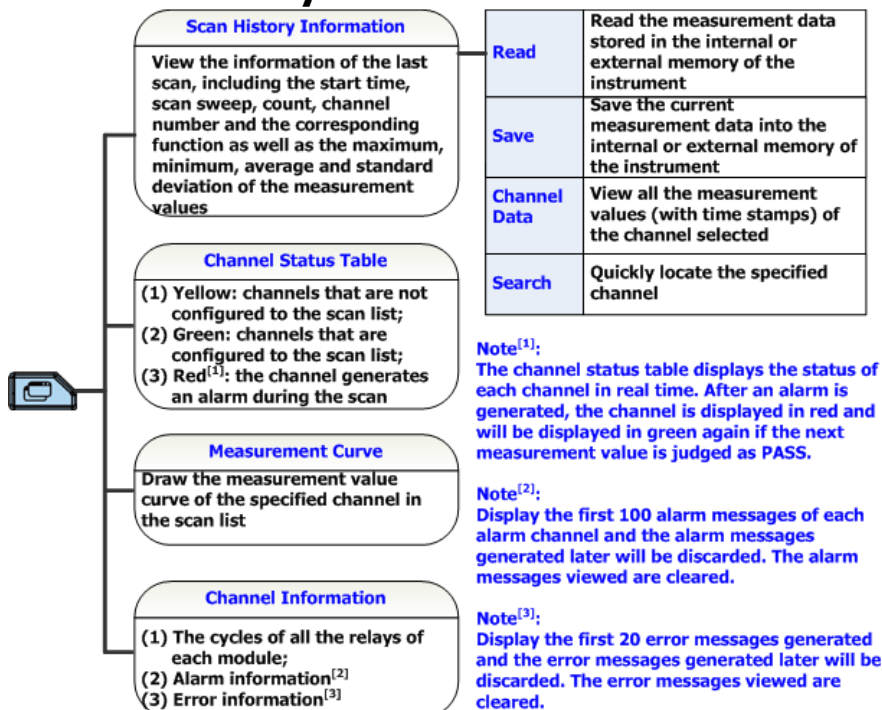 Scan History Information
View the information of the last
scan, including the start time,
scan sweep, count, channel
number and the corresponding
function as well as the maximum,
minimum, average and standard
deviation of the measurement
values
Read
Read the measurement data
stored in the internal or
external memory of the
instrument
Save
Save the current
measurement data into the
internal or external memory of
the instrument
Channel
Data
View all the measurement
values (with time stamps) of
the channel selected
Search
Quickly locate the specified
channel
Channel Status Table
(1) Yellow: channels that are not
configured to the scan list;
(2) Green: channels that are
configured to the scan list;
(3) Red[1]: the channel generates
an alarm during the scan
Measurement Curve
Draw the measurement value
curve of the specified channel in
the scan list
Channel Information
(1) The cycles of all the relays of
each module;
(2) Alarm information[2]
(3) Error information[3]
Note[1]:
The channel status table displays the status of
each channel in real time. After an alarm is
generated, the channel is displayed in red and
will be displayed in green again if the next
measurement value is judged as PASS.
Note[2]:
Display the first 100 alarm messages of each
alarm channel and the alarm messages
generated later will be discarded. The alarm
messages viewed are cleared.
Note[3]:
Display the first 20 error messages generated
and the error messages generated later will be
discarded. The error messages viewed are
cleared.